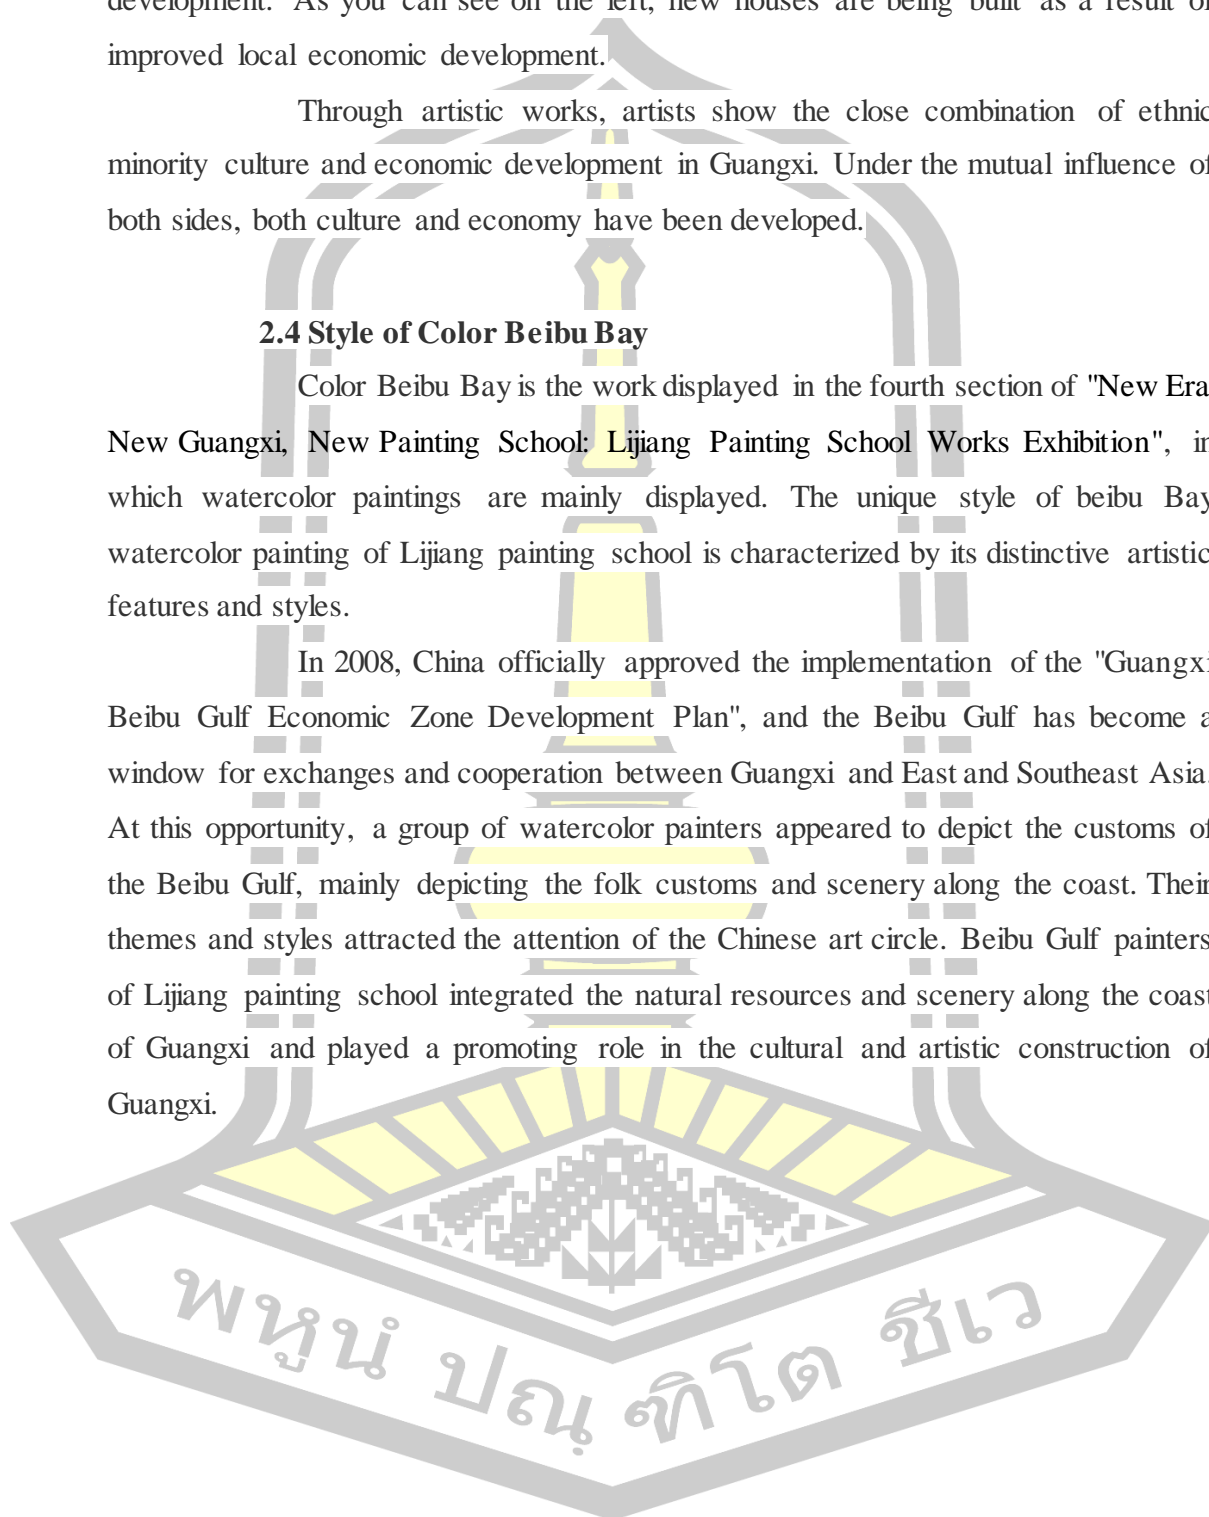 development. As you can see on the left, new houses are being built as a result of
improved local economic development.
Through artistic works, artists show the close combination of ethnic
minority culture and economic development in Guangxi. Under the mutual influence of
both sides, both culture and economy have been developed.
2.4 Style of Color Beibu Bay
Color Beibu Bay is the work displayed in the fourth section of "New Era
New Guangxi, New Painting School: Lijiang Painting School Works Exhibition", in
which watercolor paintings are mainly displayed. The unique style of beibu Bay
watercolor painting of Lijiang painting school is characterized by its distinctive artistic
features and styles.
In 2008, China officially approved the implementation of the "Guangxi
Beibu Gulf Economic Zone Development Plan", and the Beibu Gulf has become a
window for exchanges and cooperation between Guangxi and East and Southeast Asia.
At this opportunity, a group of watercolor painters appeared to depict the customs of
the Beibu Gulf, mainly depicting the folk customs and scenery along the coast. Their
themes and styles attracted the attention of the Chinese art circle. Beibu Gulf painters
of Lijiang painting school integrated the natural resources and scenery along the coast
of Guangxi and played a promoting role in the cultural and artistic construction of
Guangxi.
พหูนํ ปณฺฑิโต ชีเว